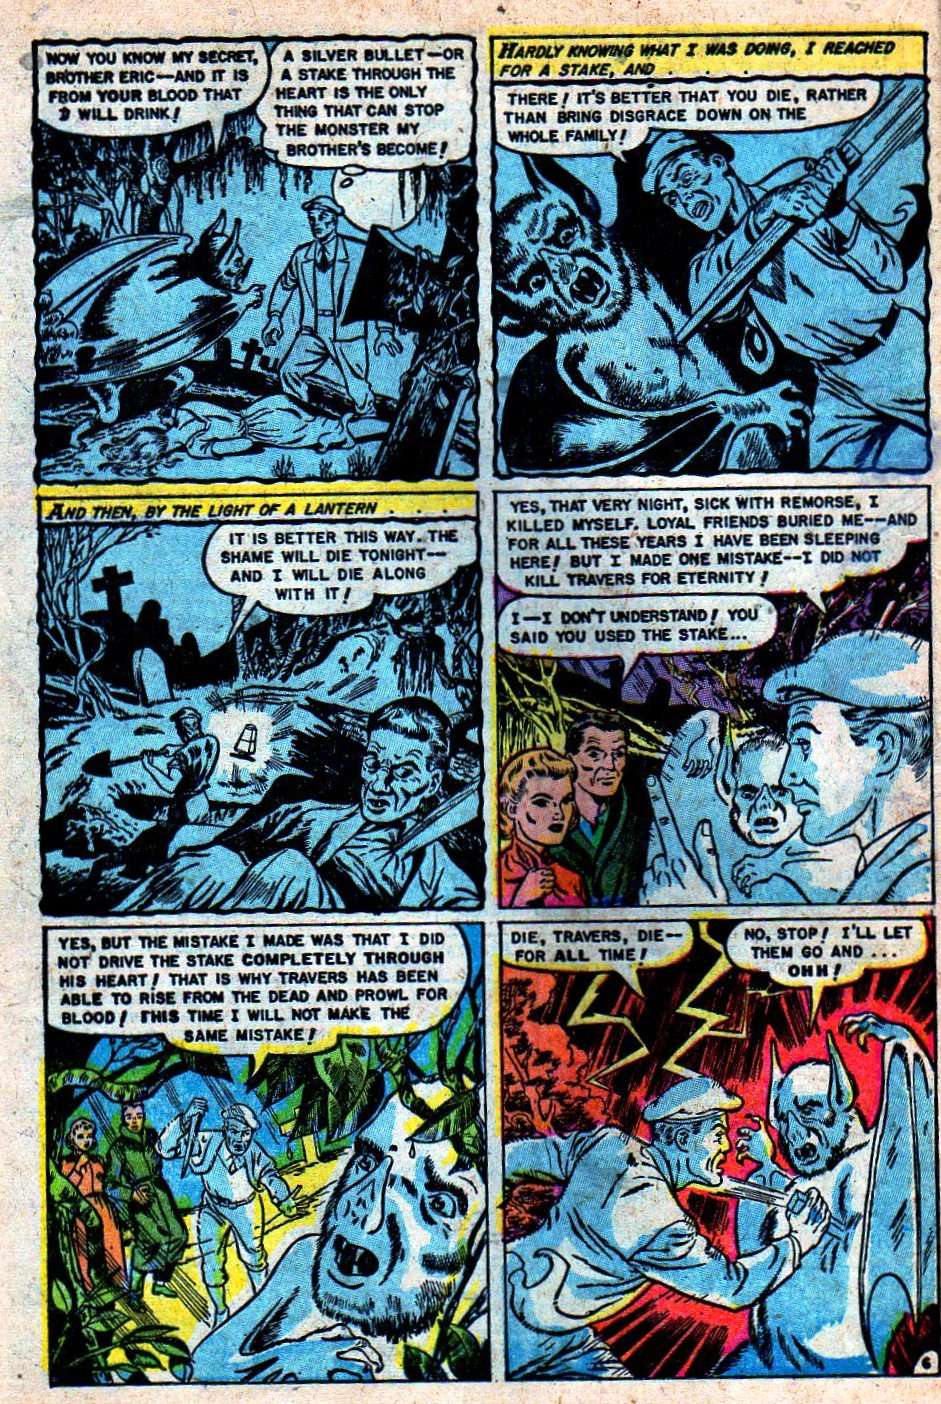 NOW YOU KNOW MY SECRET,
BROTHER ERIC—AND IT IS
FROM YOUR BLOOD THAT
I WILL DRINK!
A SILVER BULLET—OR
A STAKE THROUGH THE
HEART IS THE ONLY
THING THAT CAN STOP
THE MONSTER MY
BROTHER'S BECOME!
HARDLY KNOWING WHAT I WAS DOING, I REACHED
FOR A STAKE, AND . . . . .
THERE! IT'S BETTER THAT YOU DIE, RATHER
THAN BRING DISGRACE DOWN ON THE
WHOLE FAMILY!
AND THEN, BY THE LIGHT OF A LANTERN . . . .
IT IS BETTER THIS WAY. THE
SHAME WILL DIE TONIGHT—
AND I WILL DIE ALONG
WITH IT!
YES, THAT VERY NIGHT, SICK WITH REMORSE, I
KILLED MYSELF. LOYAL FRIENDS BURIED ME--AND
FOR ALL THESE YEARS I HAVE BEEN SLEEPING
HERE! BUT I MADE ONE MISTAKE--I DID NOT
KILL TRAVERS FOR ETERNITY!
I—I DON'T UNDERSTAND! YOU
SAID YOU USED THE STAKE...
YES, BUT THE MISTAKE I MADE WAS THAT I DID
NOT DRIVE THE STAKE COMPLETELY THROUGH
HIS HEART! THAT IS WHY TRAVERS HAS BEEN
ABLE TO RISE FROM THE DEAD AND PROWL FOR
BLOOD! THIS TIME I WILL NOT MAKE THE
SAME MISTAKE!
DIE, TRAVERS, DIE--
FOR ALL TIME!
NO, STOP! I'LL LET
THEM GO AND ...
OHH!
6